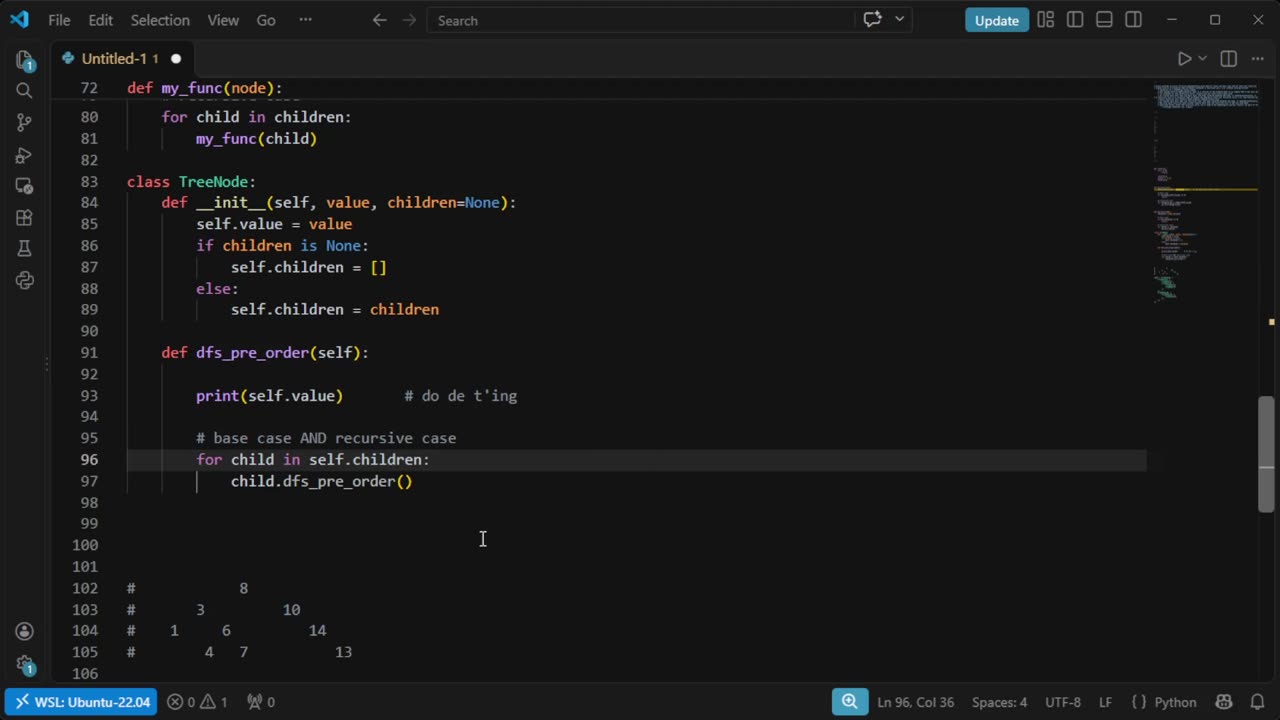 File Edit Selection View Go ··· Search Update
Untitled-1 1
72 def my_func(node):
80 for child in children:
81 my_func(child)
82
83 class TreeNode:
84 def __init__(self, value, children=None):
85 self.value = value
86 if children is None:
87 self.children = []
88 else:
89 self.children = children
90
91 def dfs_pre_order(self):
92
93 print(self.value) # do de t'ing
94
95 # base case AND recursive case
96 for child in self.children:
97 child.dfs_pre_order()
98
99
100
101
102 # 8
103 # 3 10
104 # 1 6 14
105 # 4 7 13
106
WSL: Ubuntu-22.04 0 1 0 Ln 96, Col 36 Spaces: 4 UTF-8 LF { } Python